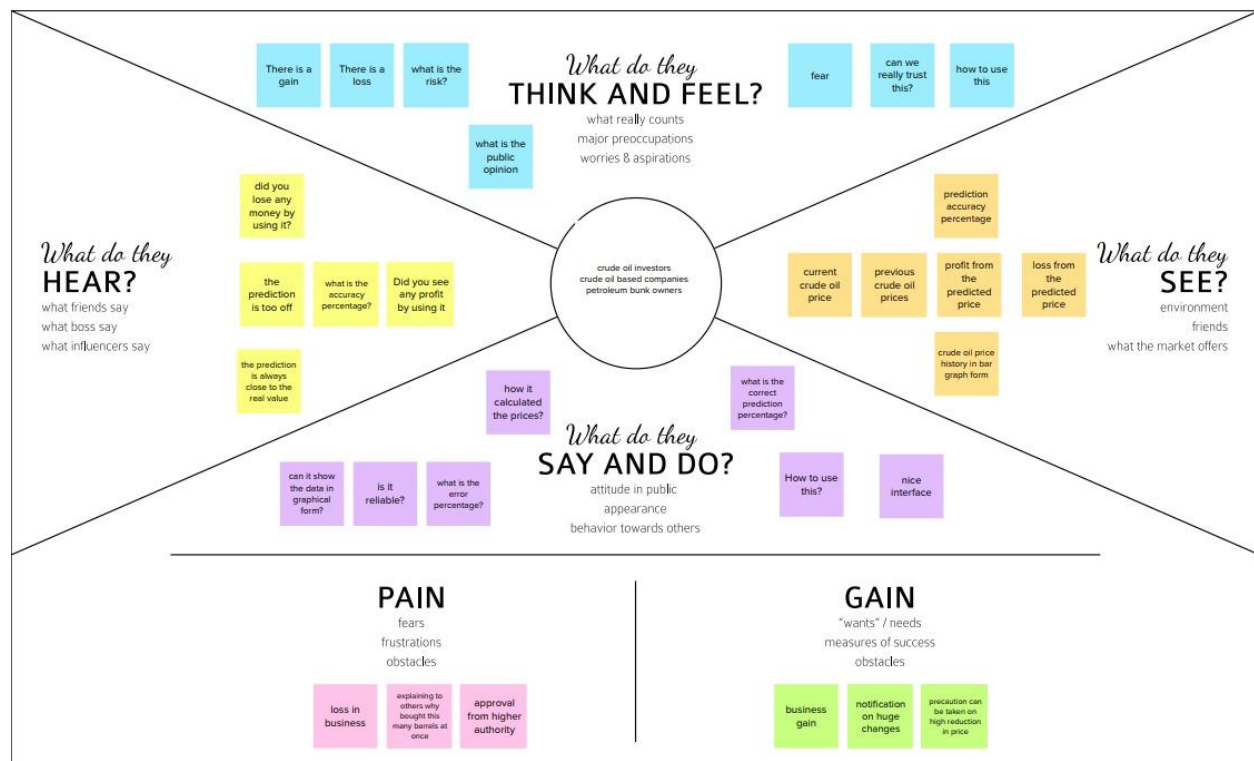 What do they
THINK AND FEEL?
what really counts
major preoccupations
worries & aspirations
There is a
gain
There is a
loss
what is the
risk?
what is the
public
opinion
fear
can we
really trust
this?
how to use
this
What do they
HEAR?
what friends say
what boss say
what influencers say
did you
lose any
money by
using it?
the
prediction
is too off
what is the
accuracy
percentage?
Did you see
any profit
by using it
the prediction
is always
close to the
real value
crude oil investors
crude oil based companies
petroleum bunk owners
What do they
SEE?
environment
friends
what the market offers
prediction
accuracy
percentage
current
crude oil
price
previous
crude oil
prices
profit from
the
predicted
price
loss from
the
predicted
price
crude oil price
history in bar
graph form
What do they
SAY AND DO?
attitude in public
appearance
behavior towards others
how it
calculated
the prices?
what is the
correct
prediction
percentage?
can it show
the data in
graphical
form?
is it
reliable?
what is the
error
percentage?
How to use
this?
nice
interface
PAIN
fears
frustrations
obstacles
loss in
business
explaining to
others why
bought this
many barrels at
once
approval
from higher
authority
GAIN
"wants" / needs
measures of success
obstacles
business
gain
notification
on huge
changes
precaution can
be taken on
high reduction
in price